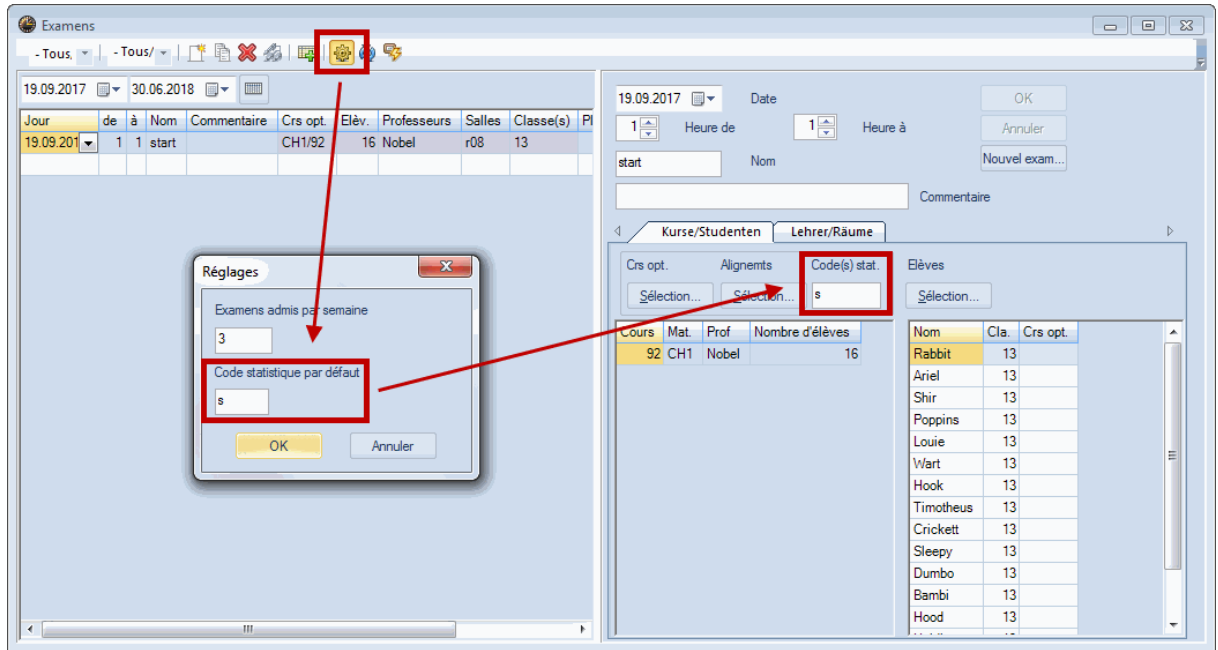 Examens
- Tous, - Tous/
19.09.2017 30.06.2018
Jour de à Nom Commentaire Crs opt. Elèv. Professeurs Salles Classe(s) Pl
19.09.201 1 1 start CH1/92 16 Nobel r08 13
Réglages
Examens admis par semaine
3
Code statistique par défaut
s
OK Annuler
19.09.2017 Date OK
1 Heure de 1 Heure à Annuler
start Nom Nouvel exam...
Commentaire
Kurse/Studenten Lehrer/Räume
Crs opt. Alignemts Code(s) stat. Elèves
Sélection... Sélection... s Sélection...
Cours Mat. Prof Nombre d'élèves
92 CH1 Nobel 16
Nom Cla. Crs opt.
Rabbit 13
Ariel 13
Shir 13
Poppins 13
Louie 13
Wart 13
Hook 13
Timotheus 13
Crickett 13
Sleepy 13
Dumbo 13
Bambi 13
Hood 13